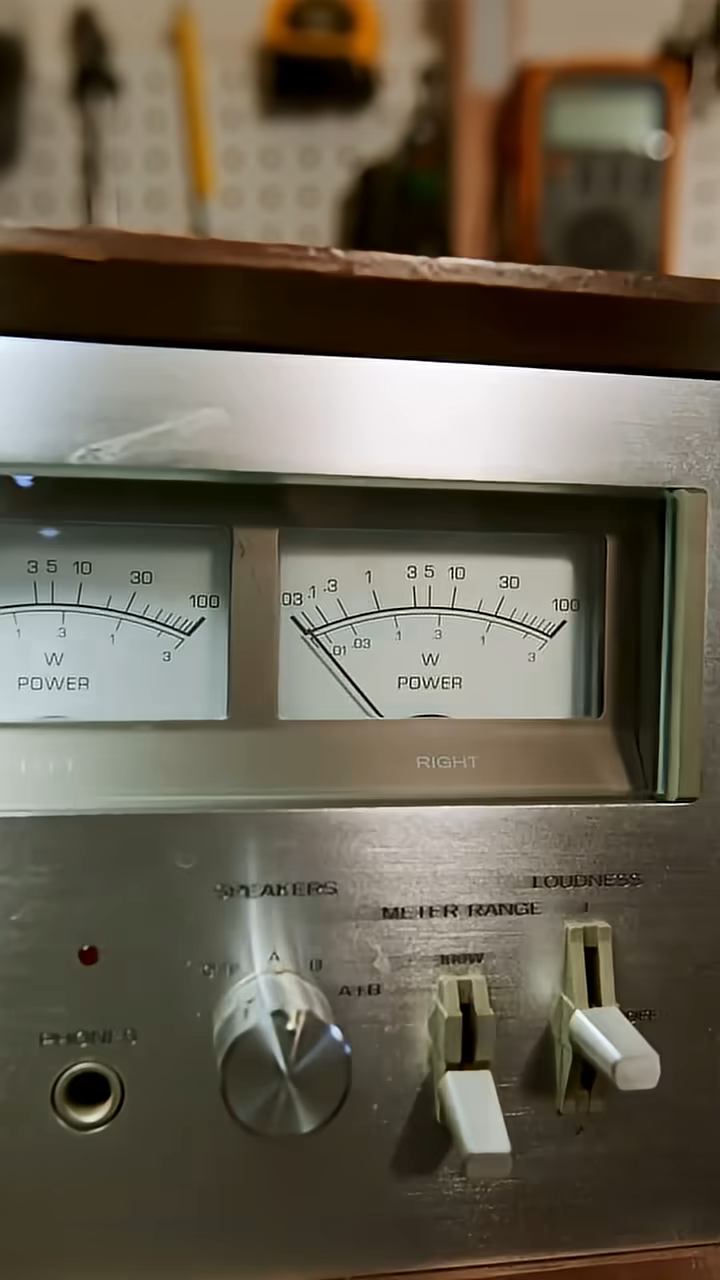 3 5 10 30 100
1 .3 1 3
W
POWER
03 .1 .3 1 3 5 10 30 100
.01 .03 .1 .3 1 3
W
POWER
RIGHT
SPEAKERS
LOUDNESS
METER RANGE
A
A+B
OFF
PHONES